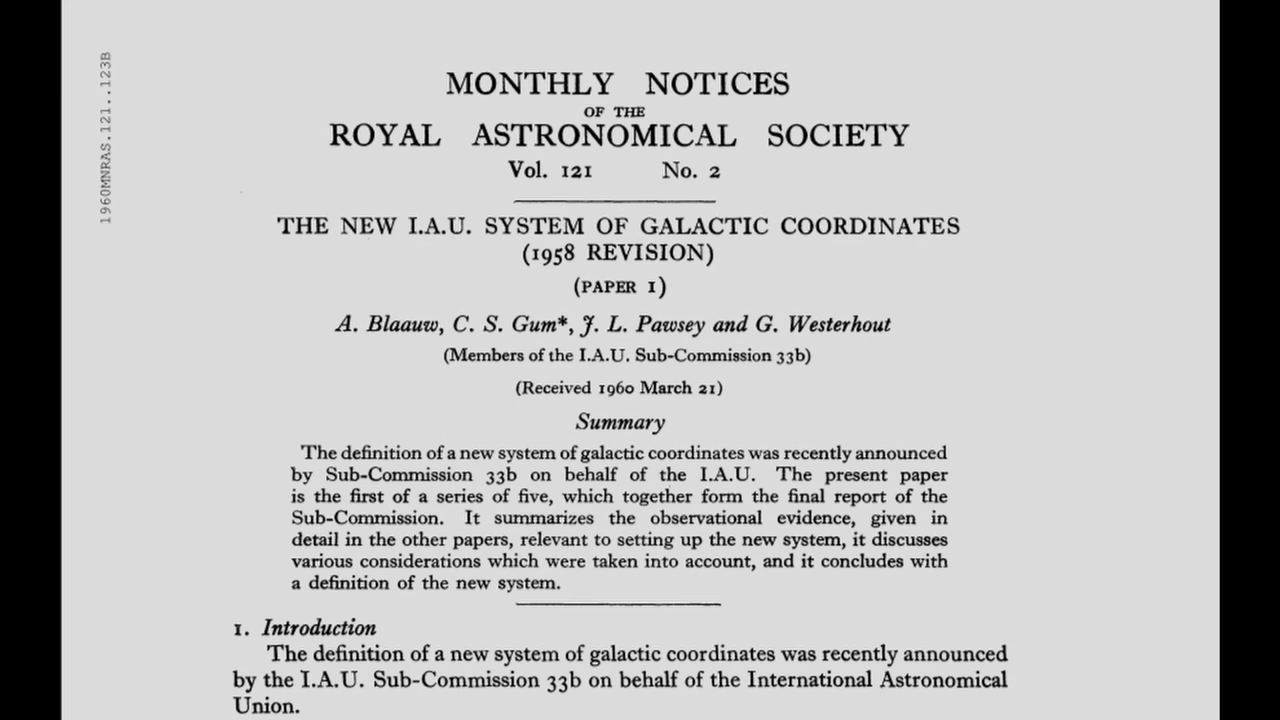 1960MNRAS.121..123B
MONTHLY NOTICES
OF THE
ROYAL ASTRONOMICAL SOCIETY
Vol. 121 No. 2
THE NEW I.A.U. SYSTEM OF GALACTIC COORDINATES
(1958 REVISION)
(PAPER 1)
A. Blaauw, C. S. Gum*, J. L. Pawsey and G. Westerhout
(Members of the I.A.U. Sub-Commission 33b)
(Received 1960 March 21)
Summary
The definition of a new system of galactic coordinates was recently announced
by Sub-Commission 33b on behalf of the I.A.U. The present paper
is the first of a series of five, which together form the final report of the
Sub-Commission. It summarizes the observational evidence, given in
detail in the other papers, relevant to setting up the new system, it discusses
various considerations which were taken into account, and it concludes with
a definition of the new system.
1. Introduction
The definition of a new system of galactic coordinates was recently announced
by the I.A.U. Sub-Commission 33b on behalf of the International Astronomical
Union.